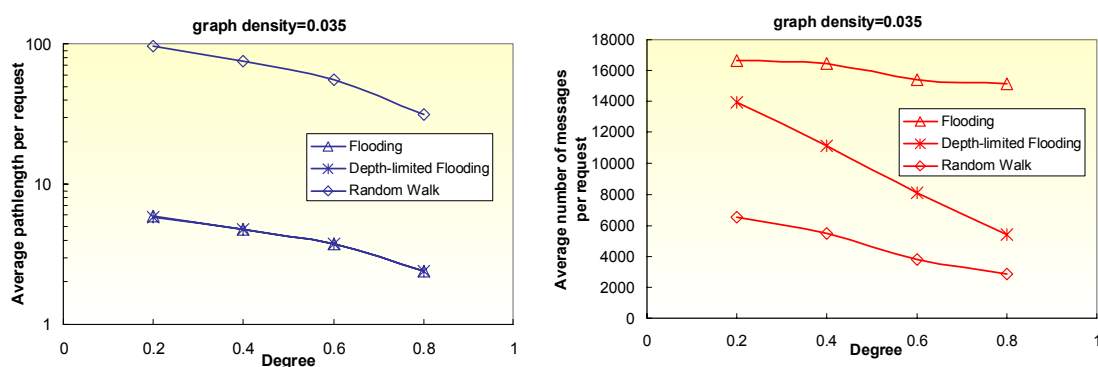 graph density=0.035
Average pathlength per request
100
10
1
Flooding
Depth-limited Flooding
Random Walk
0
0.2
0.4
0.6
0.8
1
Degree
graph density=0.035
Average number of messages
per request
18000
16000
14000
12000
10000
8000
6000
4000
2000
0
Flooding
Depth-limited Flooding
Random Walk
0
0.2
0.4
0.6
0.8
1
Degree